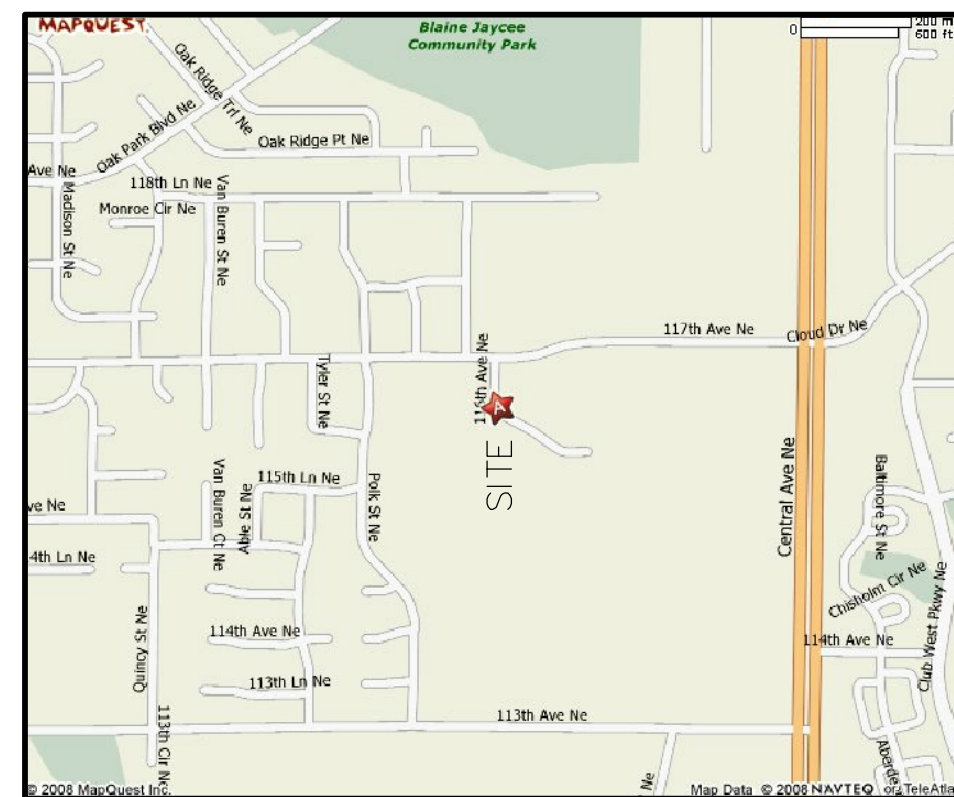 MAPQUEST.
Blaine Jaycee
Community Park
0
200 m
600 ft
Oak Ridge Trl Ne
Oak Park Blvd Ne
Oak Ridge Pt Ne
Ave Ne
Madison St Ne
118th Ln Ne
Van Buren St Ne
Monroe Cir Ne
117th Ave Ne
Cloud Dr Ne
116th Ave Ne
A
SITE
Tyler St Ne
Polk St Ne
115th Ln Ne
Van Buren Ct Ne
Able St Ne
ve Ne
4th Ln Ne
Central Ave Ne
Baltimore St Ne
Chisholm Cir Ne
Club West Pkwy Ne
114th Ave Ne
Quincy St Ne
114th Ave Ne
113th Ln Ne
113th Ave Ne
113th Cir Ne
Aberde
Ne
© 2008 MapQuest Inc.
Map Data © 2008 NAVTEQ or TeleAtla